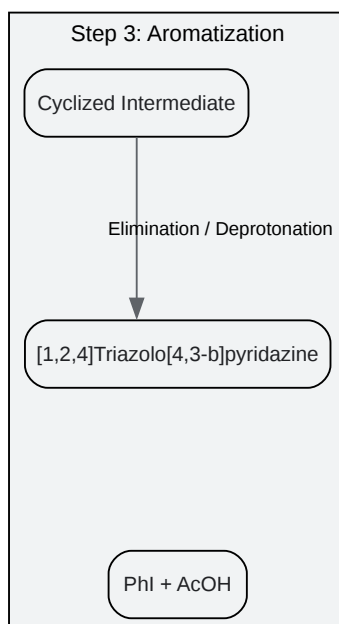 Step 3: Aromatization
Cyclized Intermediate
Elimination / Deprotonation
[1,2,4]Triazolo[4,3-b]pyridazine
PhI + AcOH